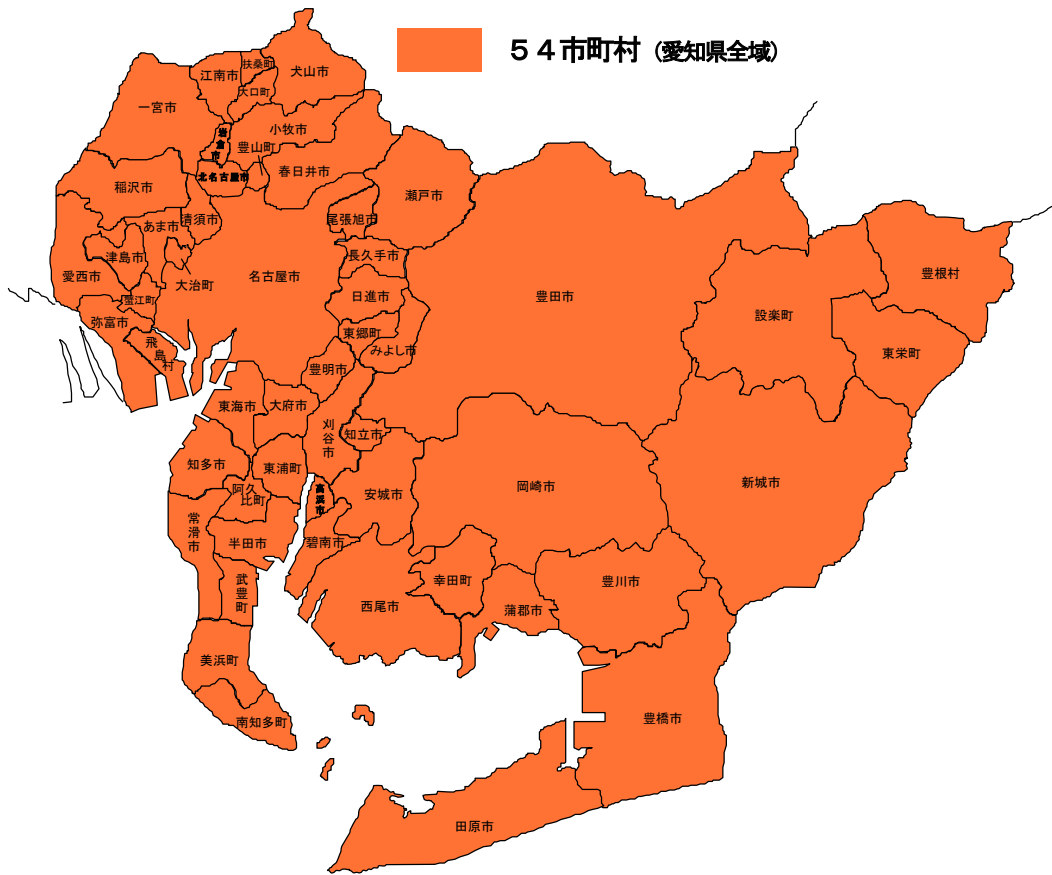 ５４市町村（愛知県全域）
犬山市
扶桑町
江南市
大口町
一宮市
小牧市
岩倉市
豊山町
春日井市
北名古屋市
稲沢市
瀬戸市
清須市
尾張旭市
あま市
長久手市
津島市
愛西市
大治町
名古屋市
豊根村
日進市
豊田市
蟹江町
設楽町
弥富市
東郷町
飛島村
みよし市
東栄町
豊明市
東海市
大府市
刈谷市
知立市
知多市
東浦町
阿久比町
高浜市
安城市
岡崎市
新城市
常滑市
半田市
碧南市
武豊町
幸田町
豊川市
西尾市
蒲郡市
美浜町
南知多町
豊橋市
田原市